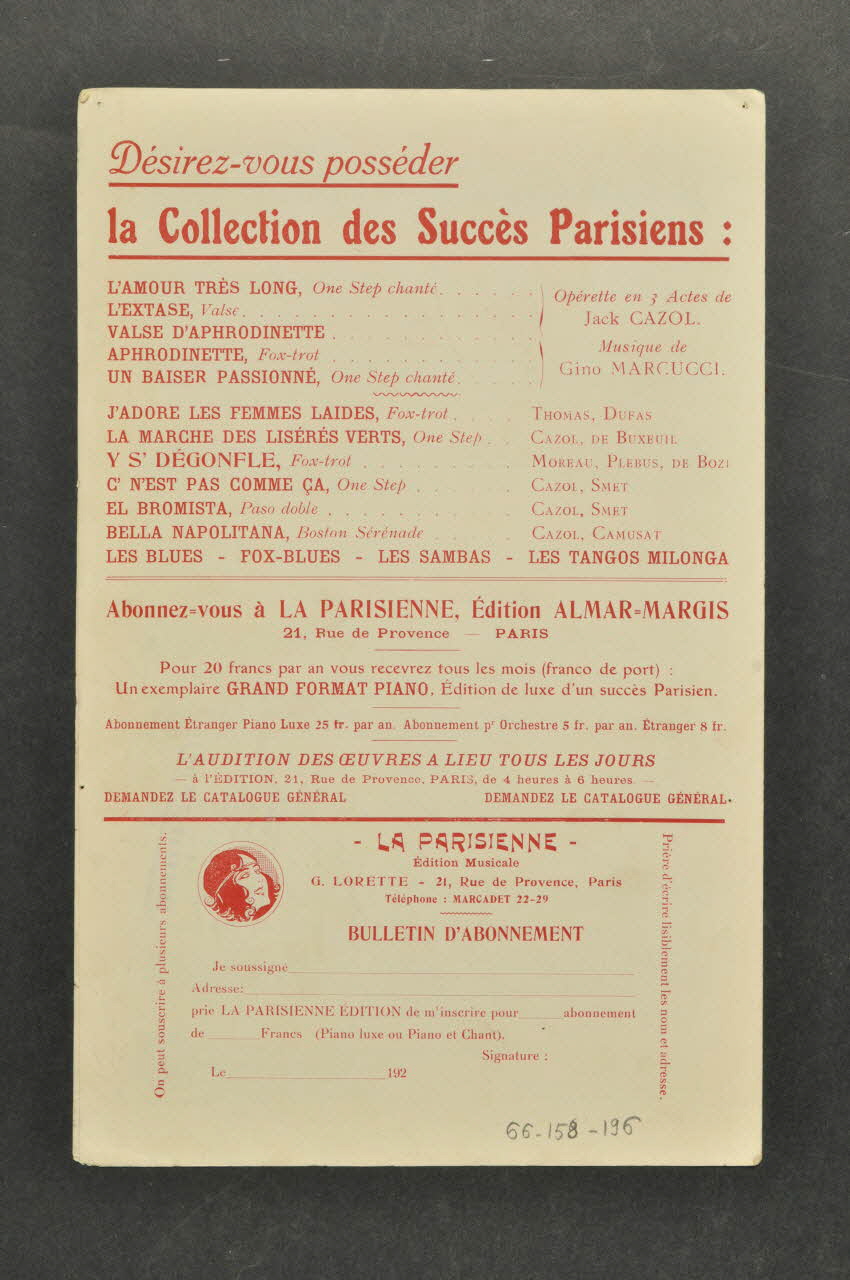 Désirez-vous posséder
la Collection des Succès Parisiens :
L'AMOUR TRÈS LONG, One Step chanté. . . . . .
L'EXTASE, Valse. . . . . . . . . . . . . . . . .
VALSE D'APHRODINETTE . . . . . . . . . . .
APHRODINETTE, Fox-trot . . . . . . . . . . .
UN BAISER PASSIONNÉ, One Step chanté. . . . .
Opérette en 3 Actes de
Jack CAZOL.
Musique de
Gino MARCUCCI.
J'ADORE LES FEMMES LAIDES, Fox-trot . . . . THOMAS, DUFAS
LA MARCHE DES LISÉRÉS VERTS, One Step . . CAZOL, DE BUXEUIL
Y S' DÉGONFLE, Fox-trot . . . . . . . . MOREAU, PLEBUS, DE BOZI
C' N'EST PAS COMME ÇA, One Step . . . . . . CAZOL, SMET
EL BROMISTA, Paso doble . . . . . . . . . . CAZOL, SMET
BELLA NAPOLITANA, Boston Sérénade . . . . . CAZOL, CAMUSAT
LES BLUES - FOX-BLUES - LES SAMBAS - LES TANGOS MILONGA
Abonnez=vous à LA PARISIENNE, Édition ALMAR=MARGIS
21, Rue de Provence — PARIS
Pour 20 francs par an vous recevrez tous les mois (franco de port) :
Un exemplaire GRAND FORMAT PIANO, Édition de luxe d'un succès Parisien.
Abonnement Étranger Piano Luxe 25 fr. par an. Abonnement pr Orchestre 5 fr. par an. Étranger 8 fr.
L'AUDITION DES ŒUVRES A LIEU TOUS LES JOURS
— à l'ÉDITION, 21, Rue de Provence, PARIS, de 4 heures à 6 heures —
DEMANDEZ LE CATALOGUE GÉNÉRAL DEMANDEZ LE CATALOGUE GÉNÉRAL.
On peut souscrire à plusieurs abonnements.
- LA PARISIENNE -
Édition Musicale
G. LORETTE - 21, Rue de Provence, Paris
Téléphone : MARCADET 22-29
BULLETIN D'ABONNEMENT
Je soussigné
Adresse:
prie LA PARISIENNE ÉDITION de m'inscrire pour abonnement
de Francs (Piano luxe ou Piano et Chant).
Signature :
Le 192
Prière d'écrire lisiblement les nom et adresse.
66-158-196